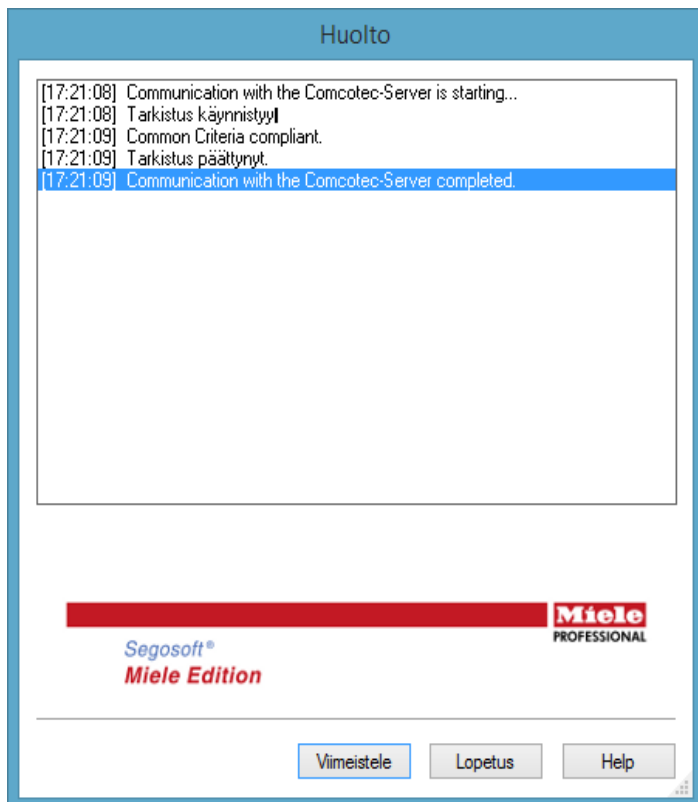 Huolto
[17:21:08] Communication with the Comcotec-Server is starting...
[17:21:08] Tarkistus käynnistyy!
[17:21:09] Common Criteria compliant.
[17:21:09] Tarkistus päättynyt.
[17:21:09] Communication with the Comcotec-Server completed.
Miele
PROFESSIONAL
Segosoft®
Miele Edition
Viimeistele
Lopetus
Help